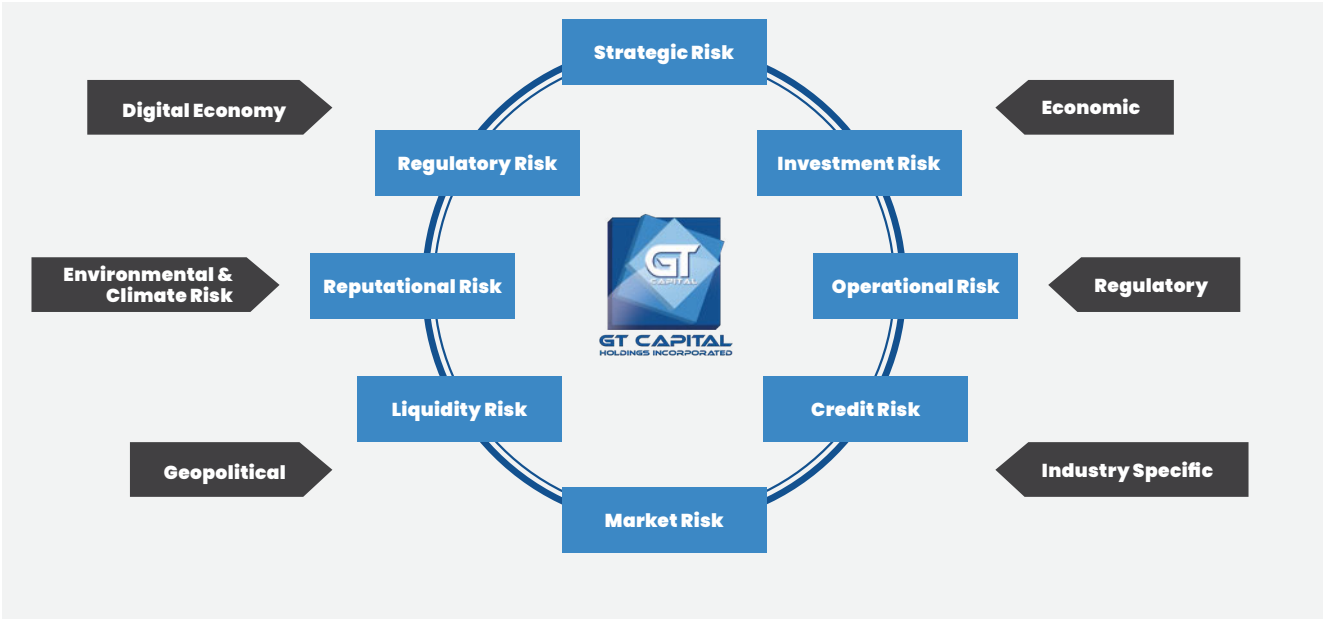 Strategic Risk
Digital Economy
Economic
Regulatory Risk
Investment Risk
GT
CAPITAL
GT CAPITAL
HOLDINGS INCORPORATED
Environmental &
Climate Risk
Reputational Risk
Operational Risk
Regulatory
Liquidity Risk
Credit Risk
Geopolitical
Industry Specific
Market Risk